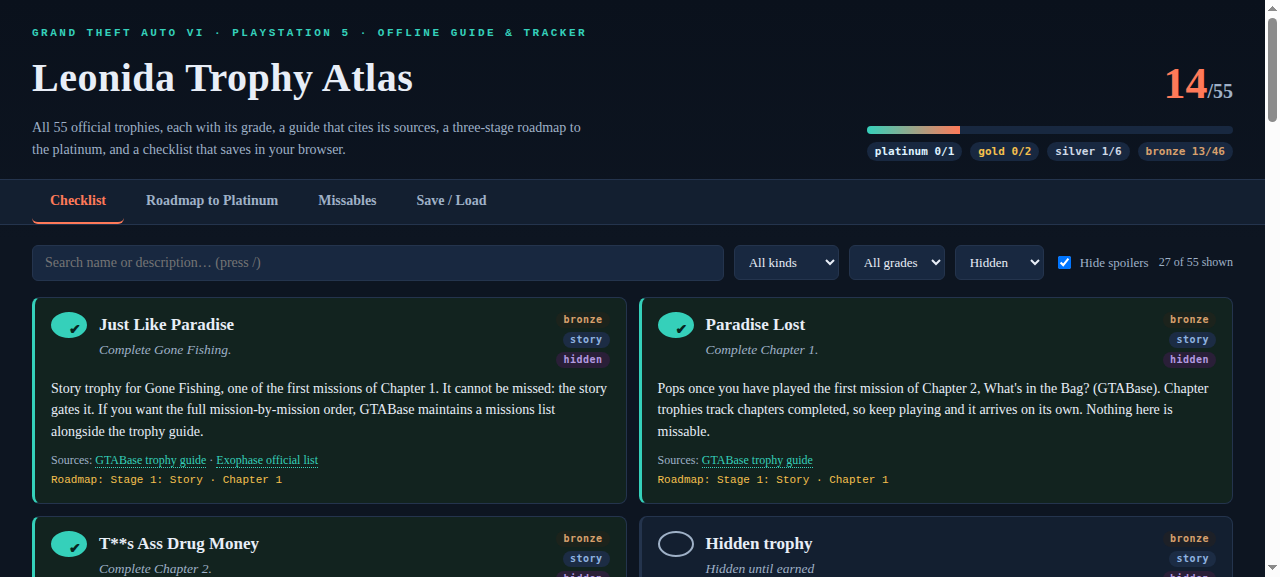 GRAND THEFT AUTO VI · PLAYSTATION 5 · OFFLINE GUIDE & TRACKER
Leonida Trophy Atlas
All 55 official trophies, each with its grade, a guide that cites its sources, a three-stage roadmap to
the platinum, and a checklist that saves in your browser.
14/55
platinum 0/1 gold 0/2 silver 1/6 bronze 13/46
Checklist Roadmap to Platinum Missables Save / Load
Search name or description… (press /) All kinds All grades Hidden Hide spoilers 27 of 55 shown
Just Like Paradise
Complete Gone Fishing.
bronze
story
hidden
Story trophy for Gone Fishing, one of the first missions of Chapter 1. It cannot be missed: the story
gates it. If you want the full mission-by-mission order, GTABase maintains a missions list
alongside the trophy guide.
Sources: GTABase trophy guide · Exophase official list
Roadmap: Stage 1: Story · Chapter 1
Paradise Lost
Complete Chapter 1.
bronze
story
hidden
Pops once you have played the first mission of Chapter 2, What's in the Bag? (GTABase). Chapter
trophies track chapters completed, so keep playing and it arrives on its own. Nothing here is
missable.
Sources: GTABase trophy guide
Roadmap: Stage 1: Story · Chapter 1
T**s Ass Drug Money
Complete Chapter 2.
bronze
story
hidden
Hidden trophy
Hidden until earned
bronze
story
hidden